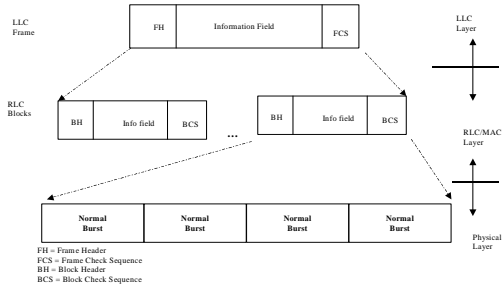 LLC
Frame
FH
Information Field
FCS
LLC
Layer
RLC
Blocks
BH
Info field
BCS
...
BH
Info field
BCS
RLC/MAC
Layer
Normal
Burst
Normal
Burst
Normal
Burst
Normal
Burst
Physical
Layer
FH = Frame Header
FCS = Frame Check Sequence
BH = Block Header
BCS = Block Check Sequence